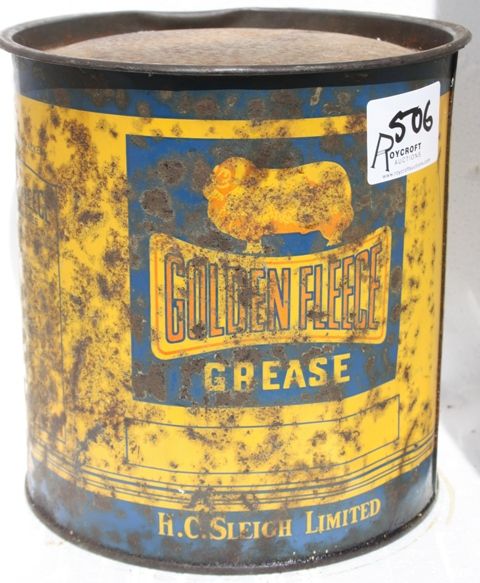 506
ROYCROFT
AUCTIONS
GOLDEN FLEECE
GREASE
H.C. SLEIGH LIMITED